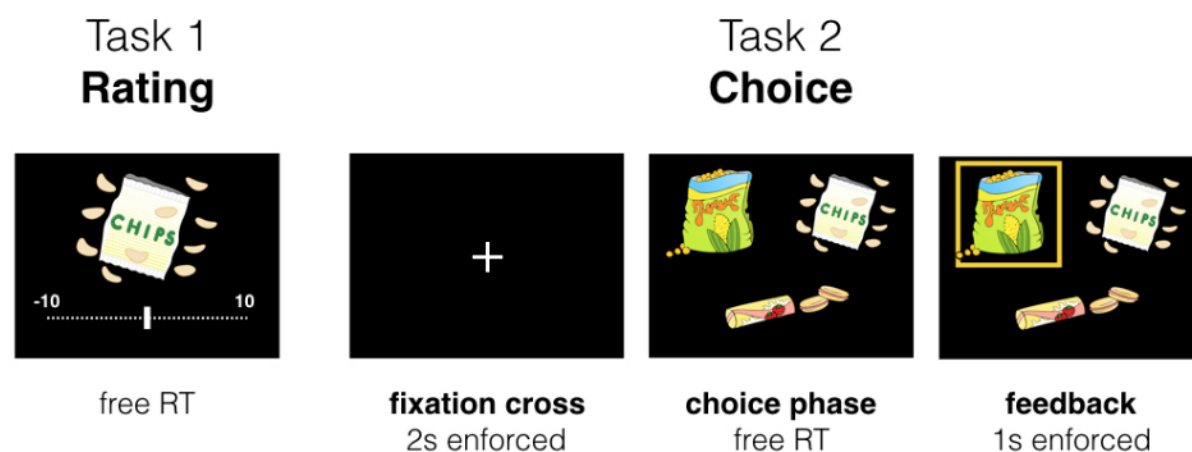 Task 1
Rating
Task 2
Choice
CHIPS
-10
10
free RT
fixation cross
2s enforced
CHIPS
choice phase
free RT
CHIPS
feedback
1s enforced